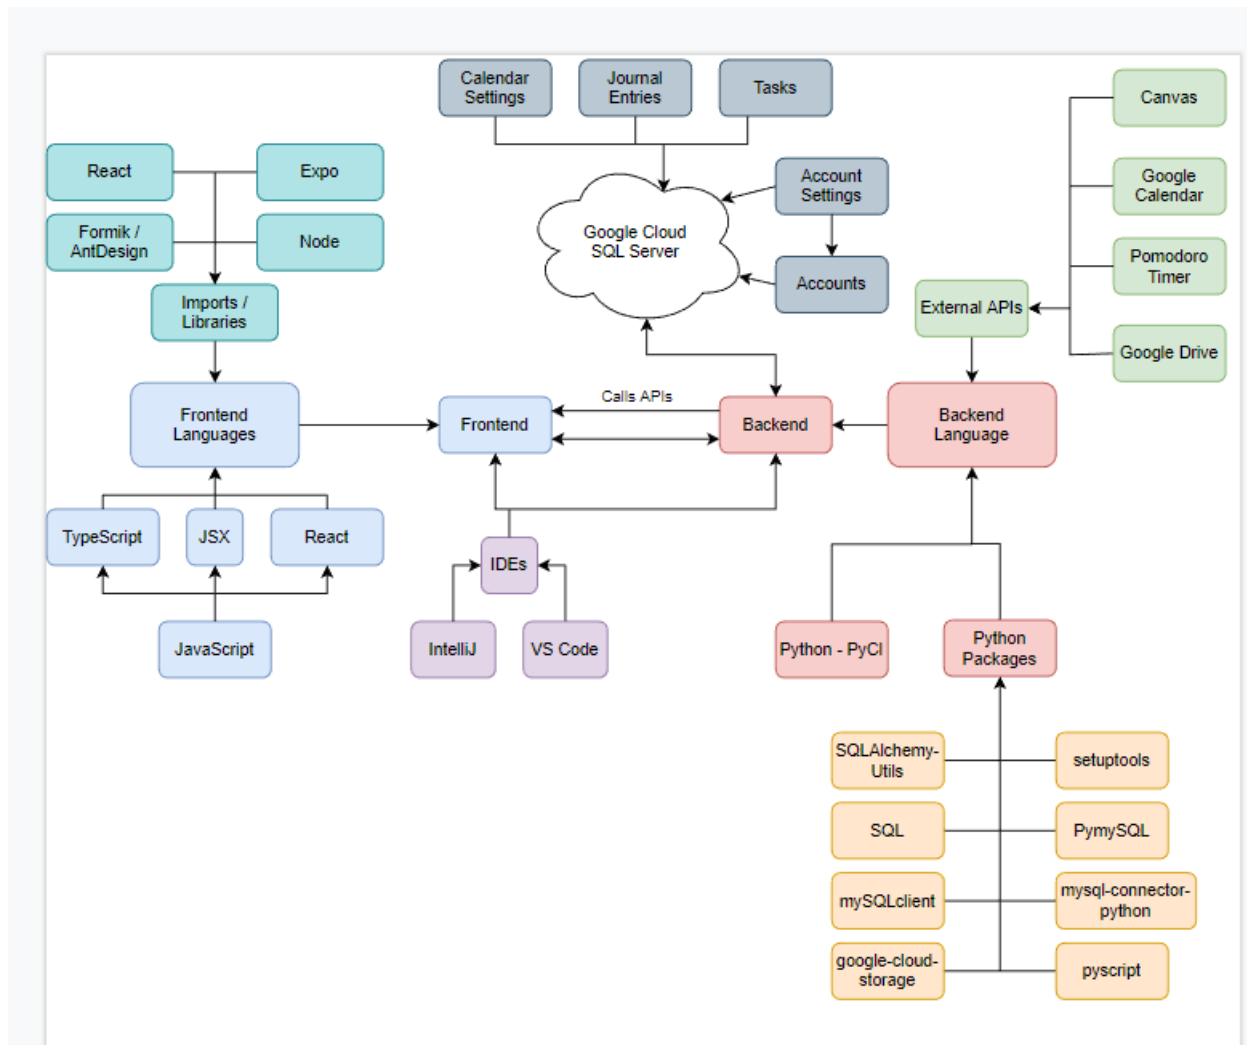 Calendar
Settings
Journal
Entries
Tasks
Canvas
React
Expo
Account
Settings
Google
Calendar
Formik /
AntDesign
Node
Google Cloud
SQL Server
Pomodoro
Timer
Accounts
Imports /
Libraries
External APIs
Google Drive
Calls APIs
Frontend
Languages
Frontend
Backend
Backend
Language
TypeScript
JSX
React
IDEs
JavaScript
IntelliJ
VS Code
Python - PyCI
Python
Packages
SQLAlchemy-
Utils
setuptools
SQL
PymySQL
mySQLclient
mysql-connector-
python
google-cloud-
storage
pyscript